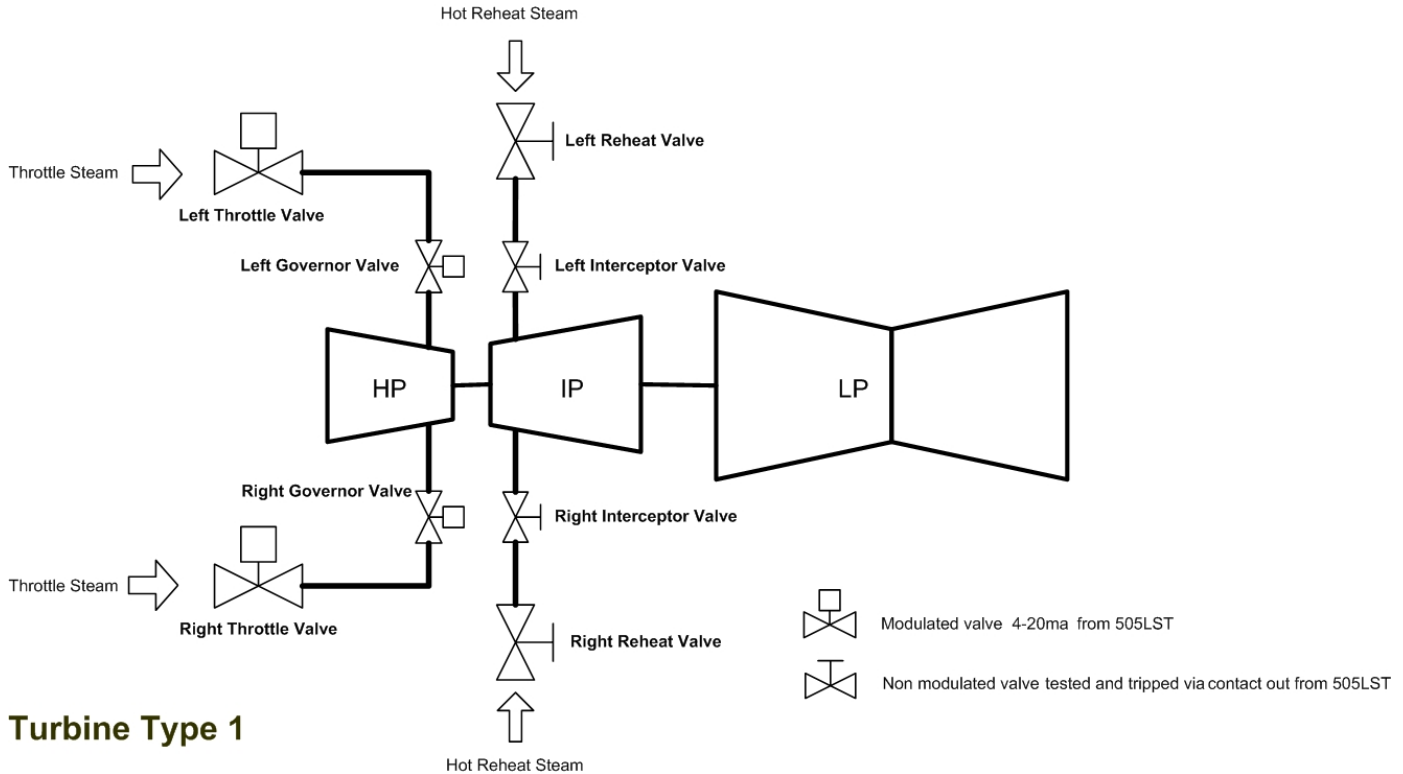 Hot Reheat Steam
Left Reheat Valve
Throttle Steam
Left Throttle Valve
Left Governor Valve
Left Interceptor Valve
HP
IP
LP
Right Governor Valve
Right Interceptor Valve
Throttle Steam
Right Throttle Valve
Right Reheat Valve
Modulated valve 4-20ma from 505LST
Non modulated valve tested and tripped via contact out from 505LST
Turbine Type 1
Hot Reheat Steam